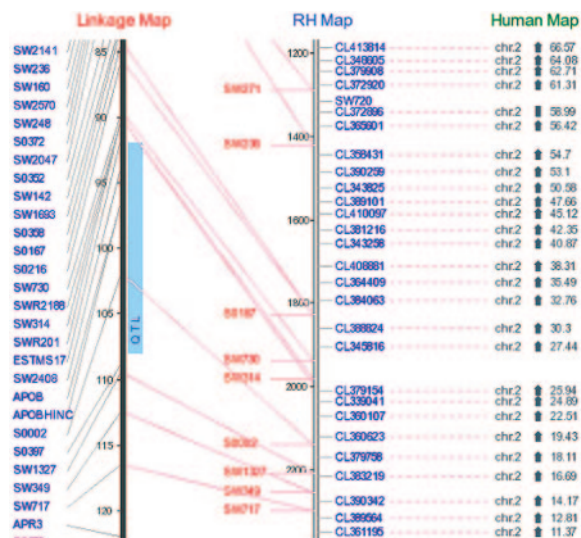 Linkage Map RH Map Human Map
SW2141
SW236
SW160
SW2570
SW248
S0372
SW2047
S0352
SW142
SW1693
S0358
S0167
S0216
SW730
SWR2188
SW314
SWR201
ESTMS17
SW2408
APOB
APOBHINC
S0002
S0397
SW1327
SW349
SW717
APR3
85
90
95
100
105
110
115
120
QTL
SW271
SW236
S0167
SW730
SW314
S0002
SW1327
SW349
SW717
1200
1400
1600
1800
2000
2200
CL413814 chr.2 66.57
CL348605 chr.2 64.08
CL379908 chr.2 62.71
CL372920 chr.2 61.31
SW720
CL372896 chr.2 58.99
CL365601 chr.2 56.42
CL358431 chr.2 54.7
CL390259 chr.2 53.1
CL343825 chr.2 50.58
CL389101 chr.2 47.66
CL410097 chr.2 45.12
CL381216 chr.2 42.35
CL343258 chr.2 40.87
CL408881 chr.2 38.31
CL364409 chr.2 35.49
CL384063 chr.2 32.76
CL388824 chr.2 30.3
CL345816 chr.2 27.44
CL379154 chr.2 25.94
CL339041 chr.2 24.89
CL360107 chr.2 22.51
CL360623 chr.2 19.43
CL379758 chr.2 18.11
CL383219 chr.2 16.69
CL390342 chr.2 14.17
CL389564 chr.2 12.81
CL361195 chr.2 11.37